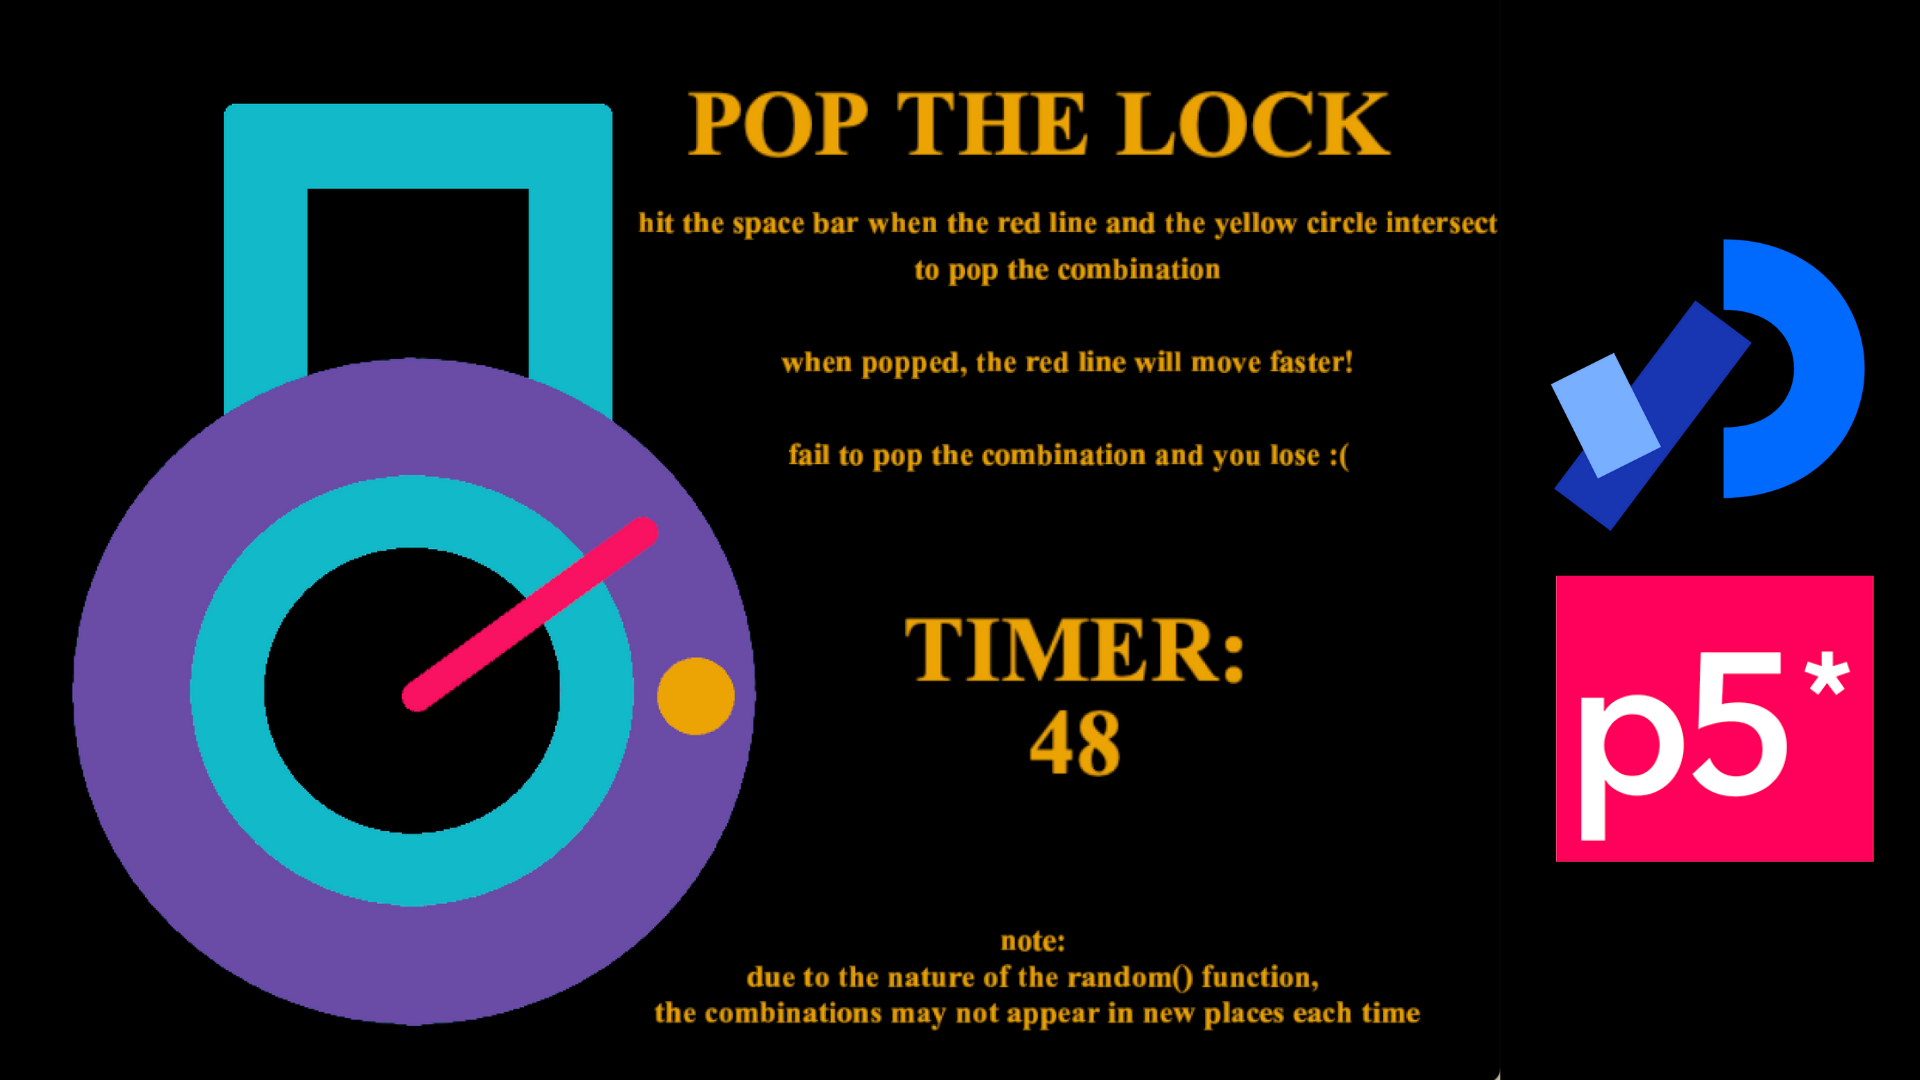 POP THE LOCK
hit the space bar when the red line and the yellow circle intersect
to pop the combination
when popped, the red line will move faster!
fail to pop the combination and you lose :(
TIMER:
48
note:
due to the nature of the random() function,
the combinations may not appear in new places each time
p5*